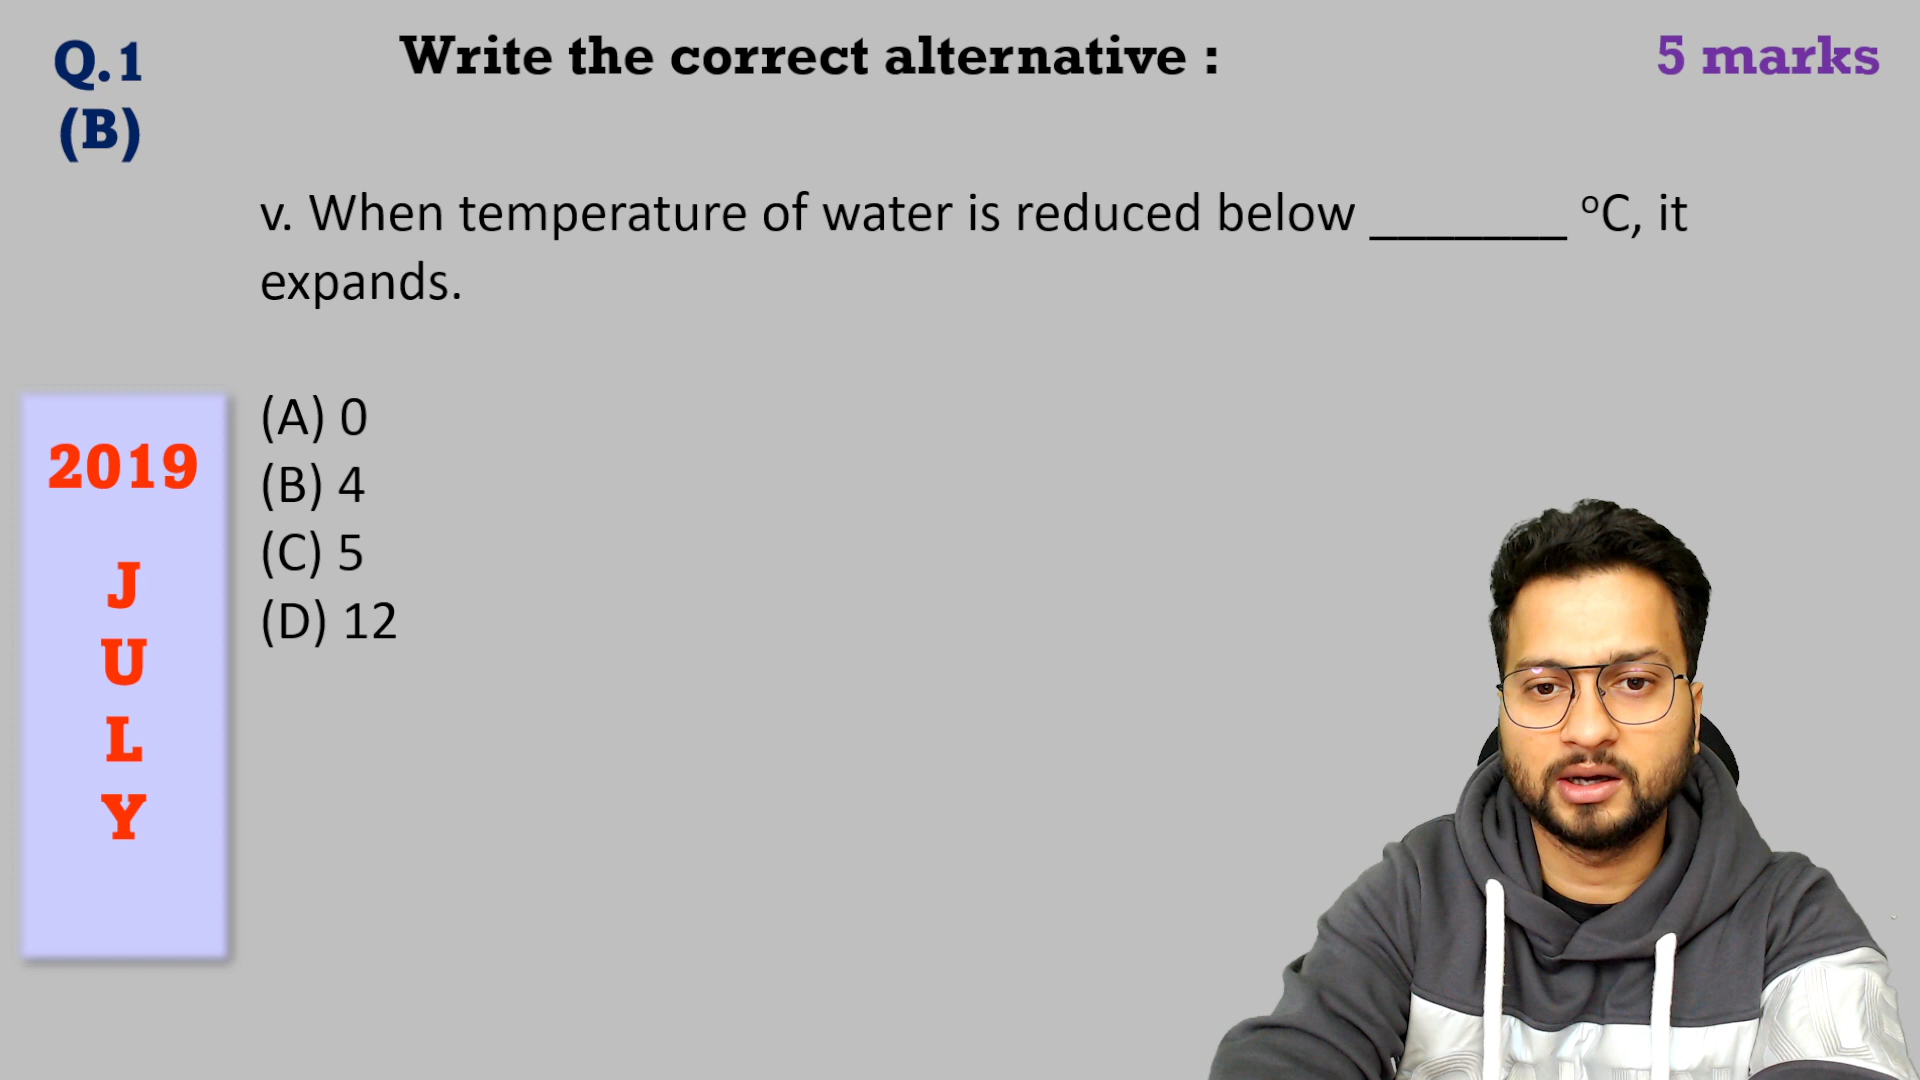 Q.1
(B)
Write the correct alternative :
5 marks
v. When temperature of water is reduced below _______ °C, it
expands.
(A) 0
(B) 4
(C) 5
(D) 12
2019
J
U
L
Y